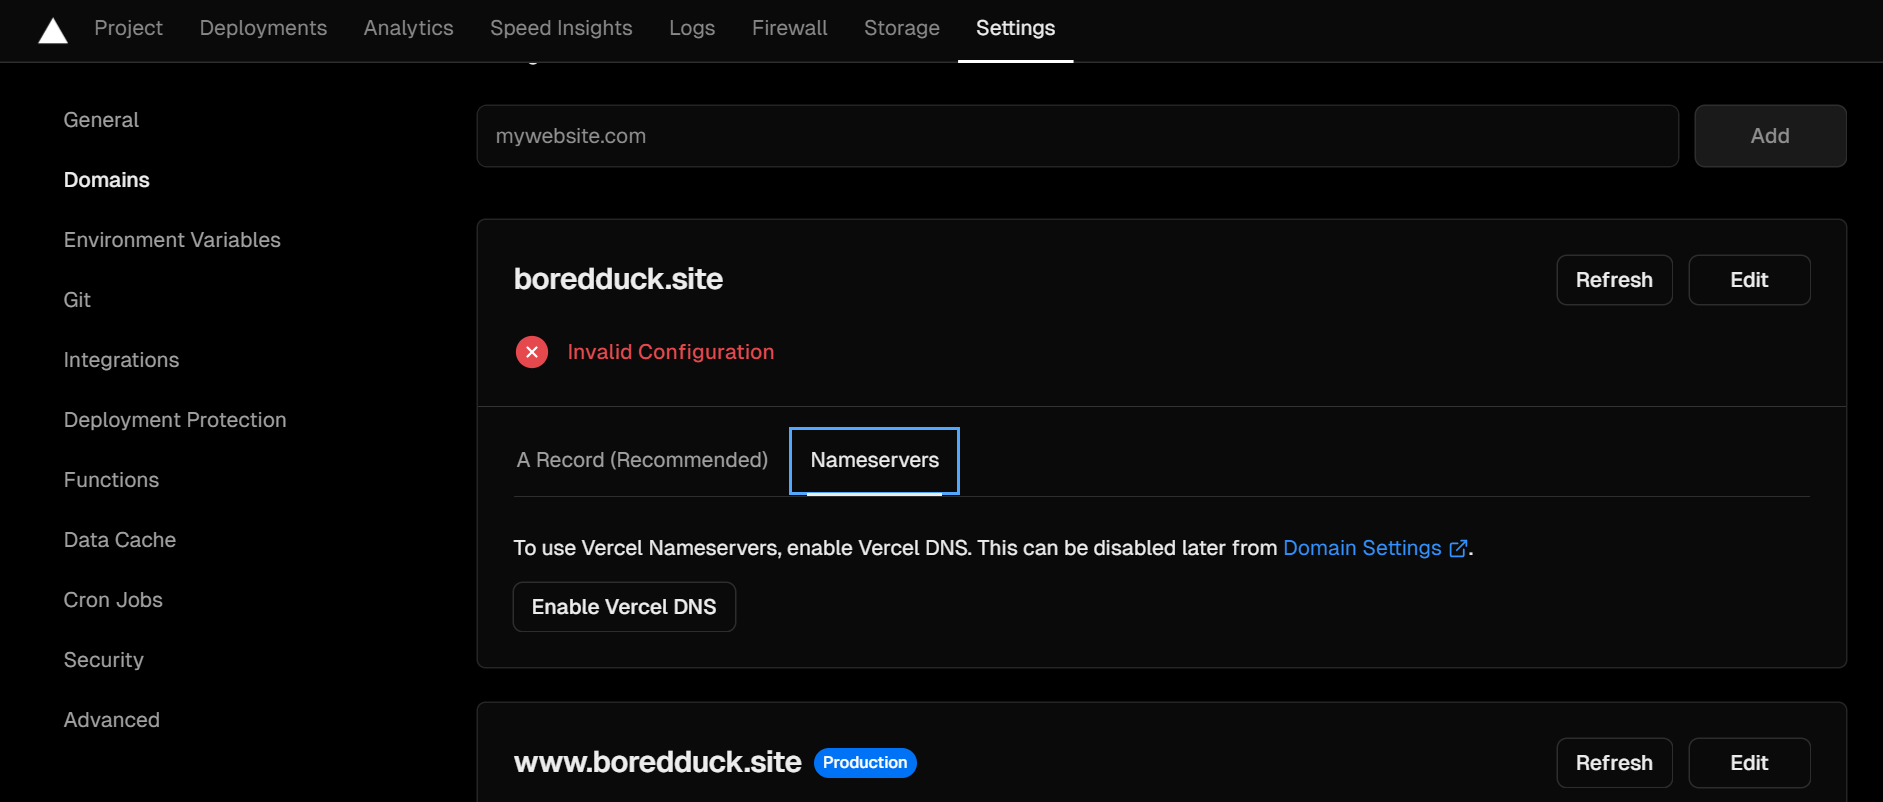 Project Deployments Analytics Speed Insights Logs Firewall Storage Settings
General
Domains
Environment Variables
Git
Integrations
Deployment Protection
Functions
Data Cache
Cron Jobs
Security
Advanced
mywebsite.com Add
boredduck.site Refresh Edit
Invalid Configuration
A Record (Recommended) Nameservers
To use Vercel Nameservers, enable Vercel DNS. This can be disabled later from Domain Settings.
Enable Vercel DNS
www.boredduck.site Production Refresh Edit